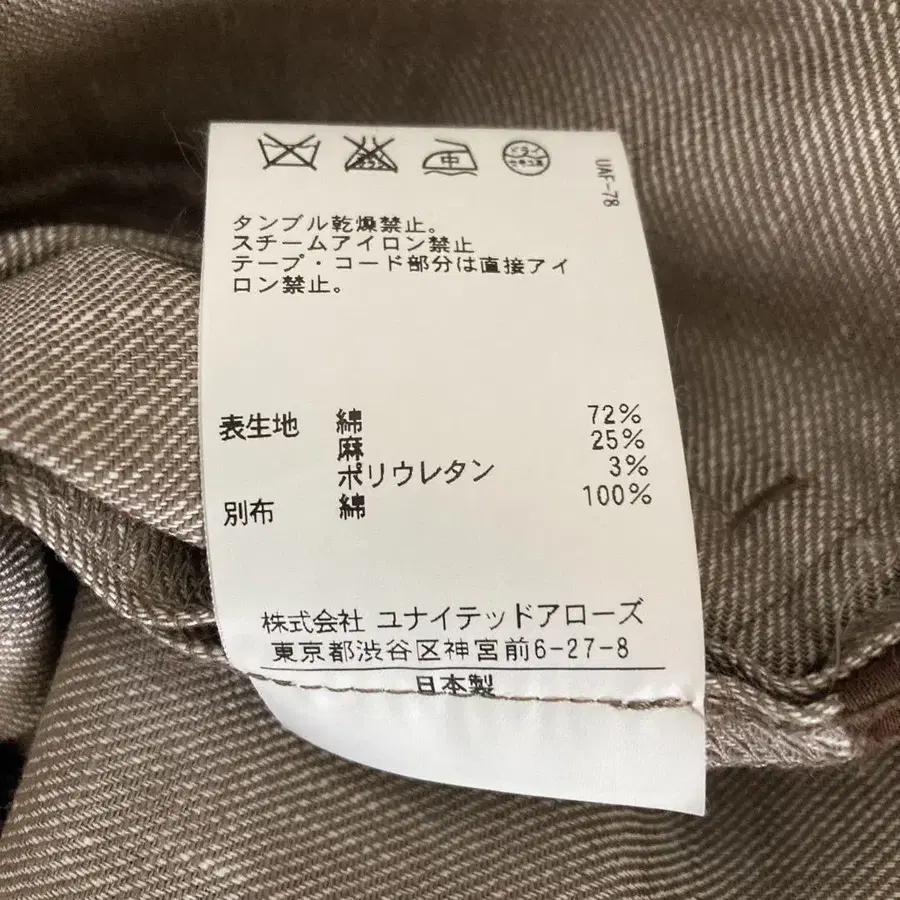 中
ドライ
UAF-78
タンブル乾燥禁止。
スチームアイロン禁止
テープ・コード部分は直接アイ
ロン禁止。
表生地 綿 72%
麻 25%
ポリウレタン 3%
別布 綿 100%
株式会社 ユナイテッドアローズ
東京都渋谷区神宮前6-27-8
日本製